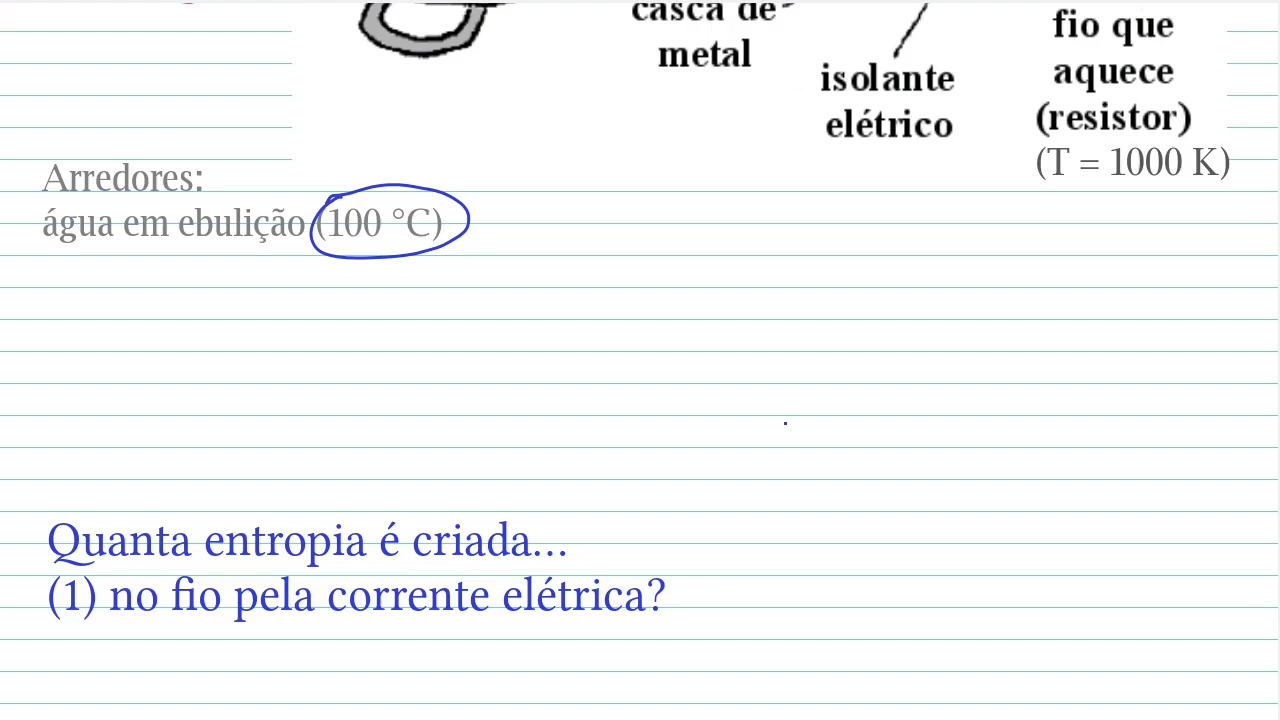 casca de
metal
isolante
elétrico
fio que
aquece
(resistor)
(T = 1000 K)
Arredores:
água em ebulição (100 °C)
Quanta entropia é criada...
(1) no fio pela corrente elétrica?